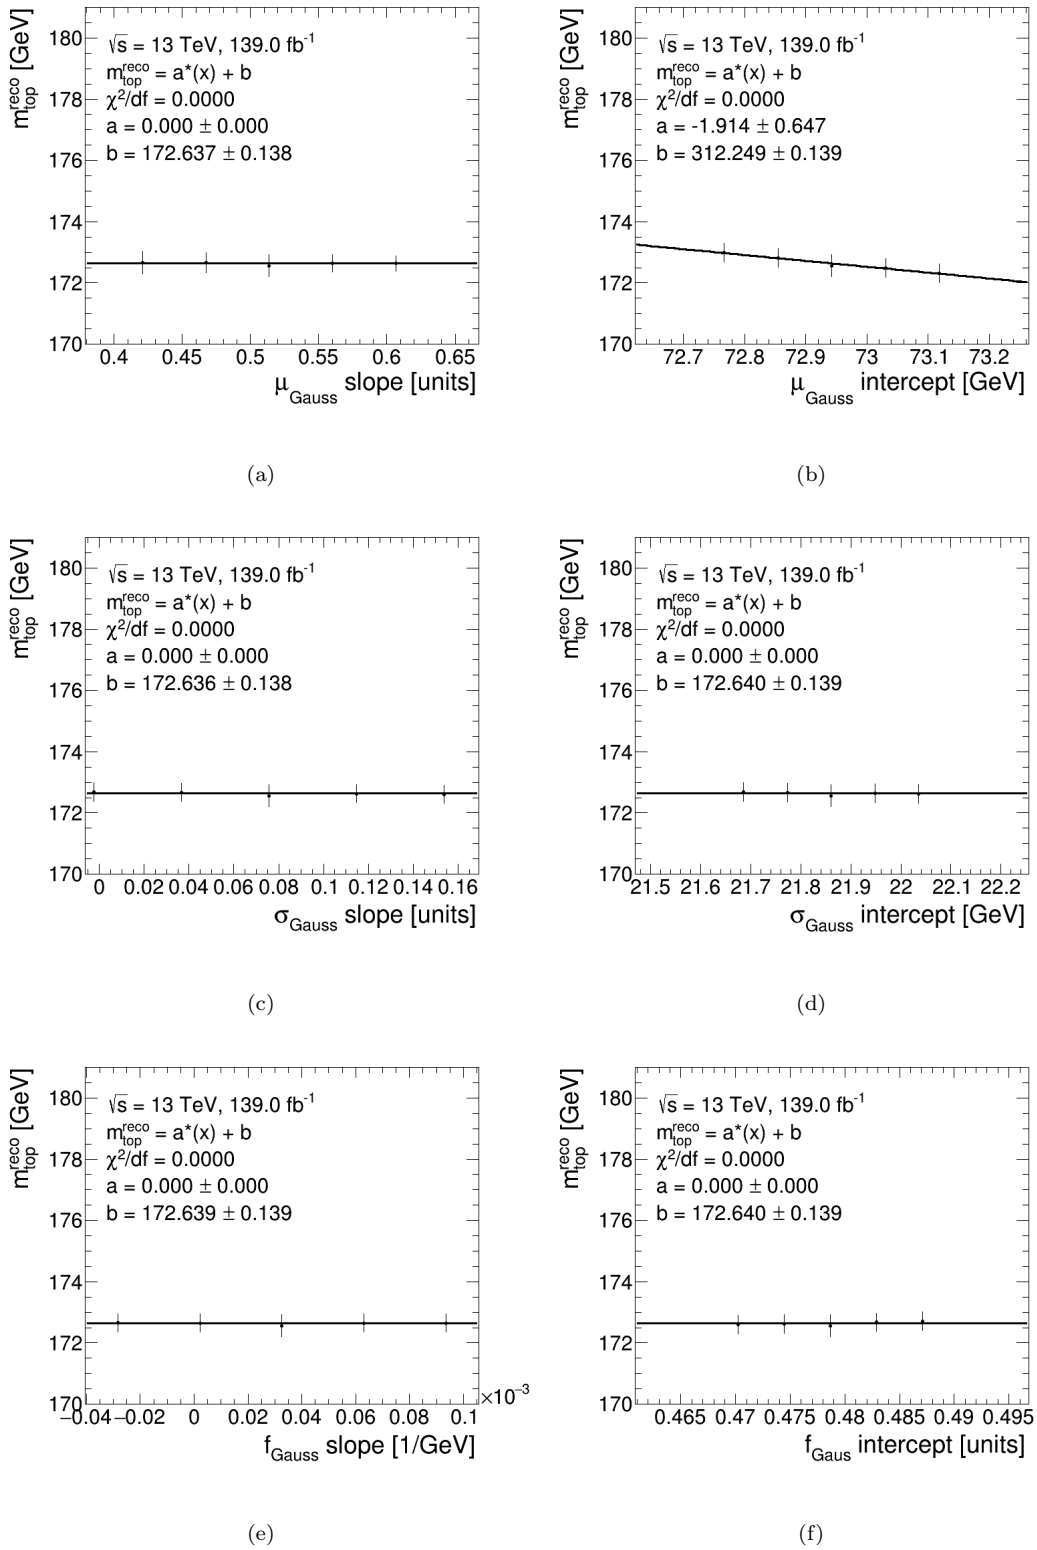 m_top^reco [GeV]
180
178
176
174
172
170
√s = 13 TeV, 139.0 fb⁻¹
m_top^reco = a*(x) + b
χ²/df = 0.0000
a = 0.000 ± 0.000
b = 172.637 ± 0.138
0.4 0.45 0.5 0.55 0.6 0.65
μ_Gauss slope [units]
(a)
m_top^reco [GeV]
180
178
176
174
172
170
√s = 13 TeV, 139.0 fb⁻¹
m_top^reco = a*(x) + b
χ²/df = 0.0000
a = -1.914 ± 0.647
b = 312.249 ± 0.139
72.7 72.8 72.9 73 73.1 73.2
μ_Gauss intercept [GeV]
(b)
m_top^reco [GeV]
180
178
176
174
172
170
√s = 13 TeV, 139.0 fb⁻¹
m_top^reco = a*(x) + b
χ²/df = 0.0000
a = 0.000 ± 0.000
b = 172.636 ± 0.138
0 0.02 0.04 0.06 0.08 0.1 0.12 0.14 0.16
σ_Gauss slope [units]
(c)
m_top^reco [GeV]
180
178
176
174
172
170
√s = 13 TeV, 139.0 fb⁻¹
m_top^reco = a*(x) + b
χ²/df = 0.0000
a = 0.000 ± 0.000
b = 172.640 ± 0.139
21.5 21.6 21.7 21.8 21.9 22 22.1 22.2
σ_Gauss intercept [GeV]
(d)
m_top^reco [GeV]
180
178
176
174
172
170
√s = 13 TeV, 139.0 fb⁻¹
m_top^reco = a*(x) + b
χ²/df = 0.0000
a = 0.000 ± 0.000
b = 172.639 ± 0.139
×10⁻³
−0.04 −0.02 0 0.02 0.04 0.06 0.08 0.1
f_Gauss slope [1/GeV]
(e)
m_top^reco [GeV]
180
178
176
174
172
170
√s = 13 TeV, 139.0 fb⁻¹
m_top^reco = a*(x) + b
χ²/df = 0.0000
a = 0.000 ± 0.000
b = 172.640 ± 0.139
0.465 0.47 0.475 0.48 0.485 0.49 0.495
f_Gaus intercept [units]
(f)